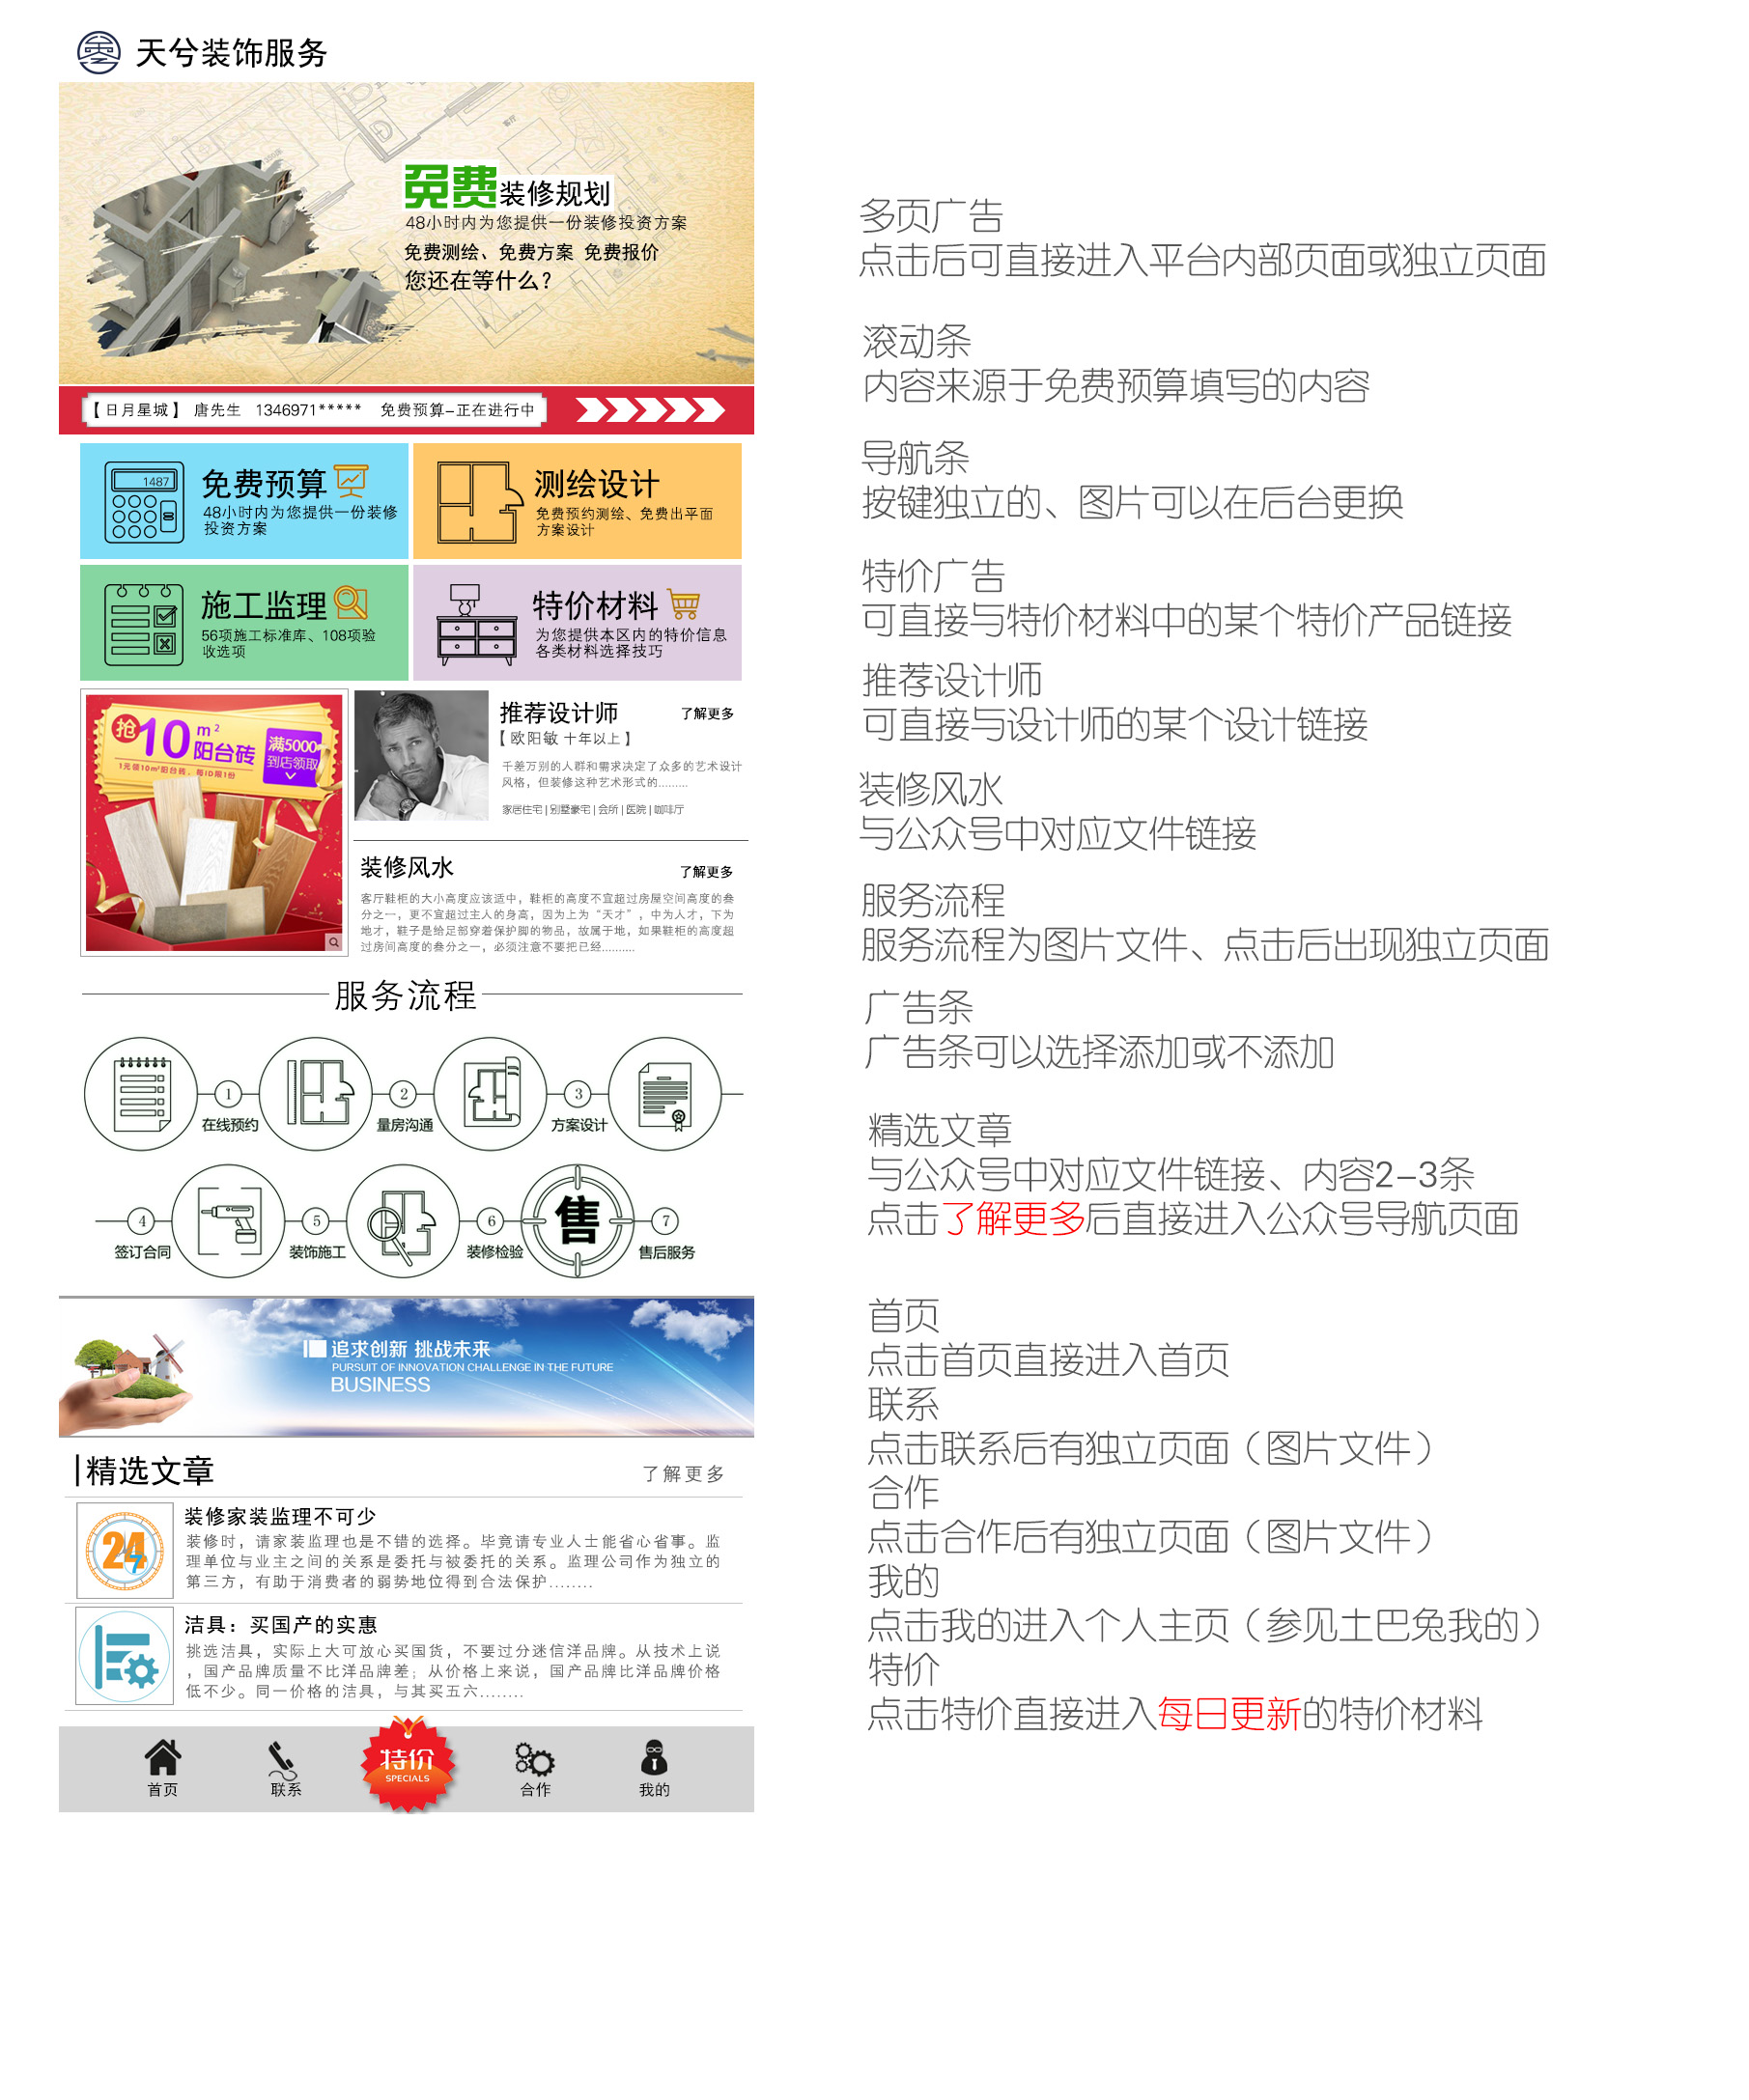 天兮装饰服务
免费装修规划
48小时内为您提供一份装修投资方案
免费测绘、免费方案 免费报价
您还在等什么?
【日月星城】 唐先生 1346971***** 免费预算-正在进行中
1487
免费预算
48小时内为您提供一份装修
投资方案
测绘设计
免费预约测绘、免费出平面
方案设计
施工监理
56项施工标准库、108项验
收选项
特价材料
为您提供本区内的特价信息
各类材料选择技巧
抢10m²阳台砖
满5000
到店领取
1元领10m²阳台砖，每ID限1份
推荐设计师 了解更多
【欧阳敏 十年以上】
千差万别的人群和需求决定了众多的艺术设计
风格，但装修这种艺术形式的.........
家居住宅|别墅豪宅|会所|医院|咖啡厅
装修风水 了解更多
客厅鞋柜的大小高度应该适中，鞋柜的高度不宜超过房屋空间高度的叁
分之一，更不宜超过主人的身高，因为上为“天才”，中为人才，下为
地才，鞋子是给足部穿着保护脚的物品，故属于地，如果鞋柜的高度超
过房间高度的叁分之一，必须注意不要把已经..........
服务流程
1 在线预约
2 量房沟通
3 方案设计
4 签订合同
5 装饰施工
6 装修检验
售
7 售后服务
追求创新 挑战未来
PURSUIT OF INNOVATION CHALLENGE IN THE FUTURE
BUSINESS
精选文章 了解更多
24
7
装修家装监理不可少
装修时，请家装监理也是不错的选择。毕竟请专业人士能省心省事。监
理单位与业主之间的关系是委托与被委托的关系。监理公司作为独立的
第三方，有助于消费者的弱势地位得到合法保护........
洁具：买国产的实惠
挑选洁具，实际上大可放心买国货，不要过分迷信洋品牌。从技术上说
，国产品牌质量不比洋品牌差；从价格上来说，国产品牌比洋品牌价格
低不少。同一价格的洁具，与其买五六........
首页
联系
特价
SPECIALS
合作
我的
多页广告
点击后可直接进入平台内部页面或独立页面
滚动条
内容来源于免费预算填写的内容
导航条
按键独立的、图片可以在后台更换
特价广告
可直接与特价材料中的某个特价产品链接
推荐设计师
可直接与设计师的某个设计链接
装修风水
与公众号中对应文件链接
服务流程
服务流程为图片文件、点击后出现独立页面
广告条
广告条可以选择添加或不添加
精选文章
与公众号中对应文件链接、内容2-3条
点击了解更多后直接进入公众号导航页面
首页
点击首页直接进入首页
联系
点击联系后有独立页面（图片文件）
合作
点击合作后有独立页面（图片文件）
我的
点击我的进入个人主页（参见土巴兔我的）
特价
点击特价直接进入每日更新的特价材料